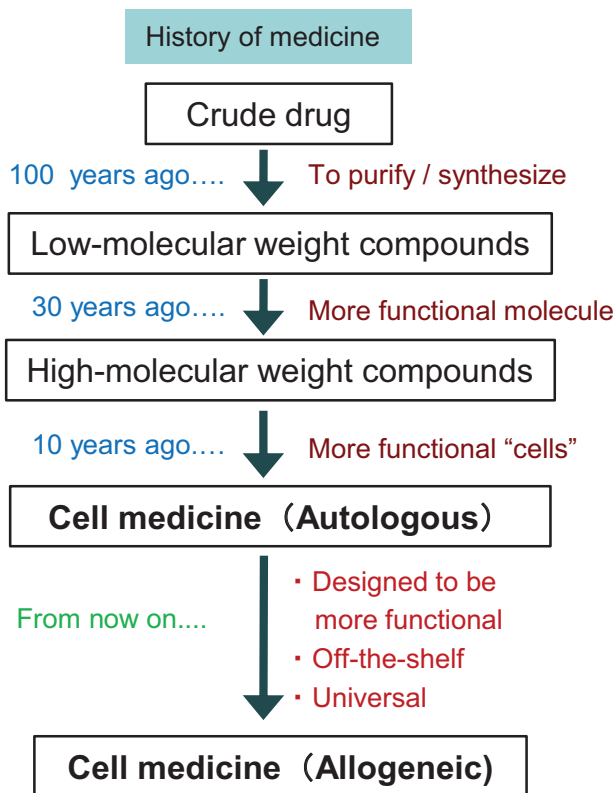 History of medicine
Crude drug
100 years ago....
To purify / synthesize
Low-molecular weight compounds
30 years ago....
More functional molecule
High-molecular weight compounds
10 years ago....
More functional “cells”
Cell medicine（Autologous）
From now on....
・Designed to be
more functional
・Off-the-shelf
・Universal
Cell medicine（Allogeneic)